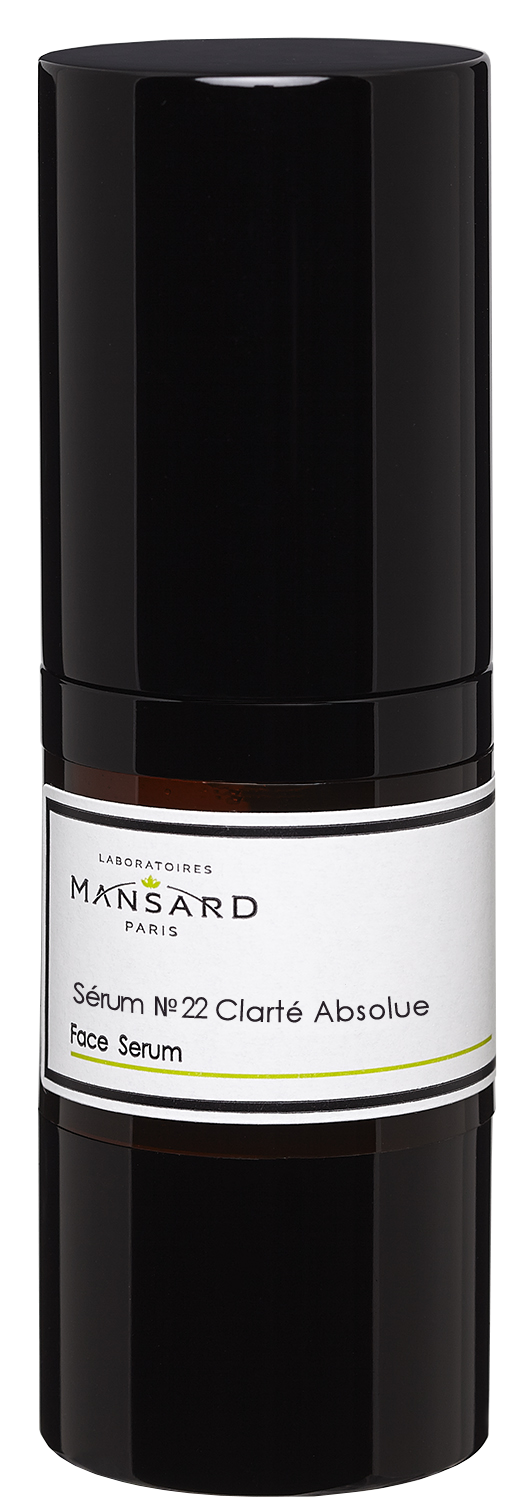 LABORATOIRES
MANSARD
PARIS
Sérum №22 Clarté Absolue
Face Serum